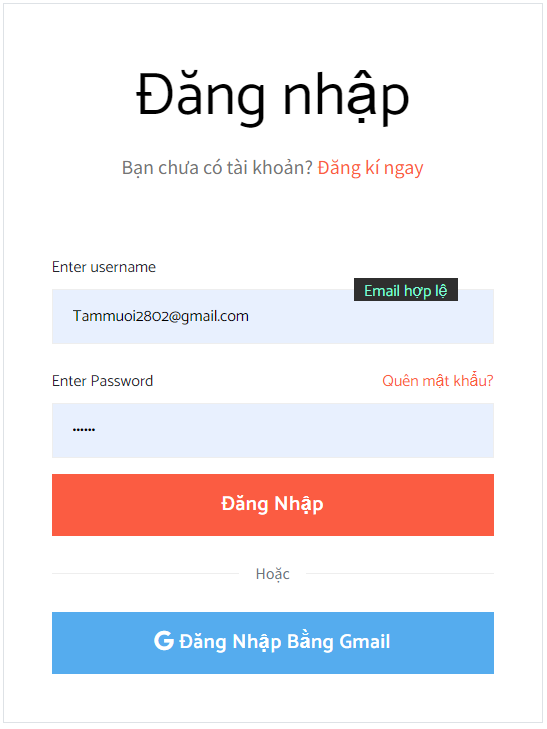 Đăng nhập
Bạn chưa có tài khoản? Đăng kí ngay
Enter username
Email hợp lệ
Tammuoi2802@gmail.com
Enter Password Quên mật khẩu?
Đăng Nhập
Hoặc
G Đăng Nhập Bằng Gmail